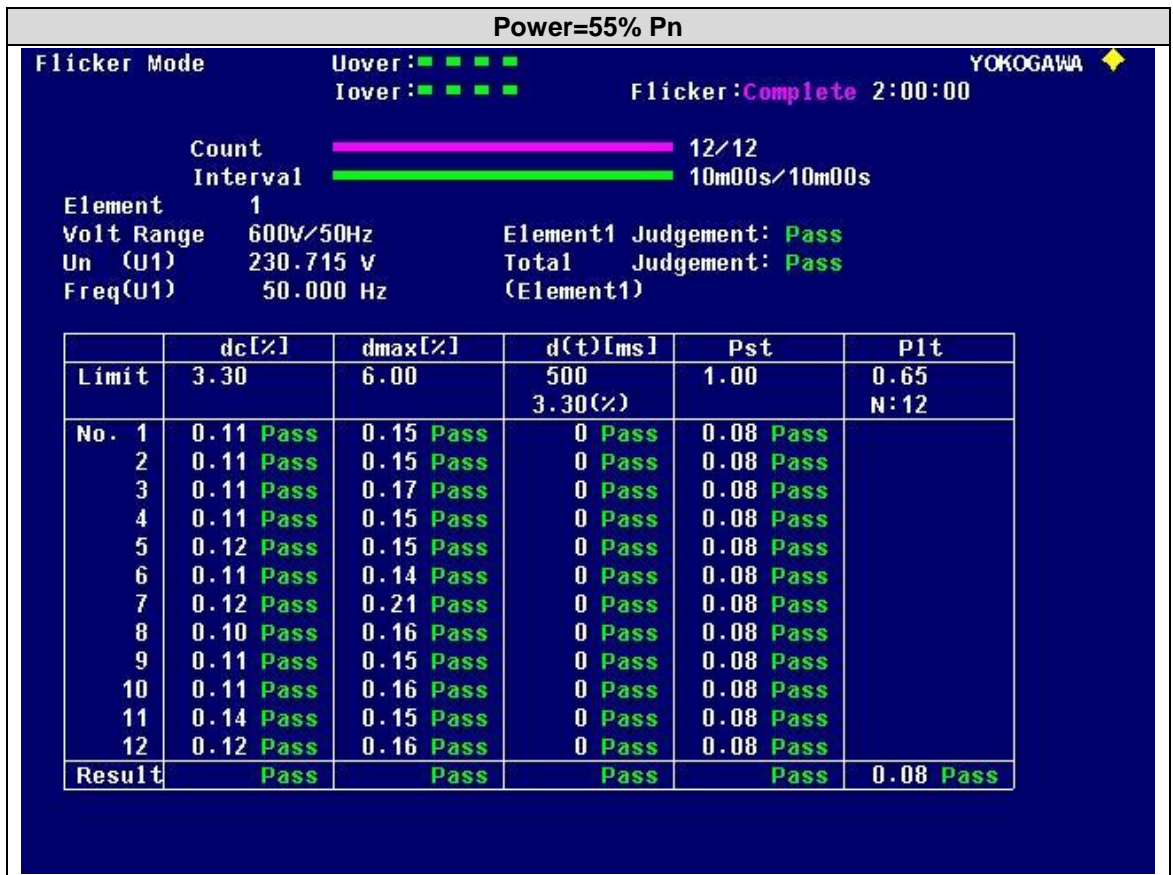 Power=55% Pn
Flicker Mode Uover: YOKOGAWA
Iover: Flicker:Complete 2:00:00
Count 12/12
Interval 10m00s/10m00s
Element 1
Volt Range 600V/50Hz Element1 Judgement: Pass
Un (U1) 230.715 V Total Judgement: Pass
Freq(U1) 50.000 Hz (Element1)
dc[%] dmax[%] d(t)[ms] Pst Plt
Limit 3.30 6.00 500 1.00 0.65
3.30(%) N:12
No. 1 0.11 Pass 0.15 Pass 0 Pass 0.08 Pass
2 0.11 Pass 0.15 Pass 0 Pass 0.08 Pass
3 0.11 Pass 0.17 Pass 0 Pass 0.08 Pass
4 0.11 Pass 0.15 Pass 0 Pass 0.08 Pass
5 0.12 Pass 0.15 Pass 0 Pass 0.08 Pass
6 0.11 Pass 0.14 Pass 0 Pass 0.08 Pass
7 0.12 Pass 0.21 Pass 0 Pass 0.08 Pass
8 0.10 Pass 0.16 Pass 0 Pass 0.08 Pass
9 0.11 Pass 0.15 Pass 0 Pass 0.08 Pass
10 0.11 Pass 0.16 Pass 0 Pass 0.08 Pass
11 0.14 Pass 0.15 Pass 0 Pass 0.08 Pass
12 0.12 Pass 0.16 Pass 0 Pass 0.08 Pass
Result Pass Pass Pass Pass 0.08 Pass